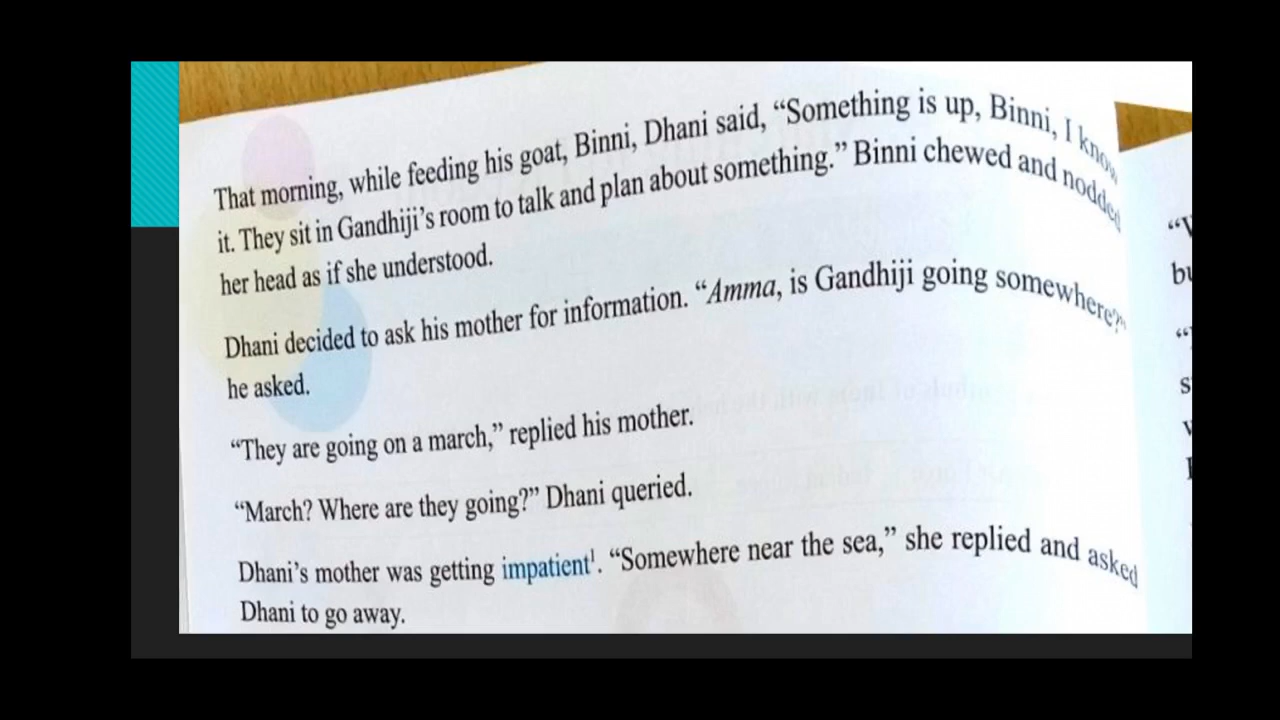 That morning, while feeding his goat, Binni, Dhani said, “Something is up, Binni, I know
it. They sit in Gandhiji’s room to talk and plan about something.” Binni chewed and nodded
her head as if she understood.
Dhani decided to ask his mother for information. “Amma, is Gandhiji going somewhere?”
he asked.
“They are going on a march,” replied his mother.
“March? Where are they going?” Dhani queried.
Dhani’s mother was getting impatient¹. “Somewhere near the sea,” she replied and asked
Dhani to go away.